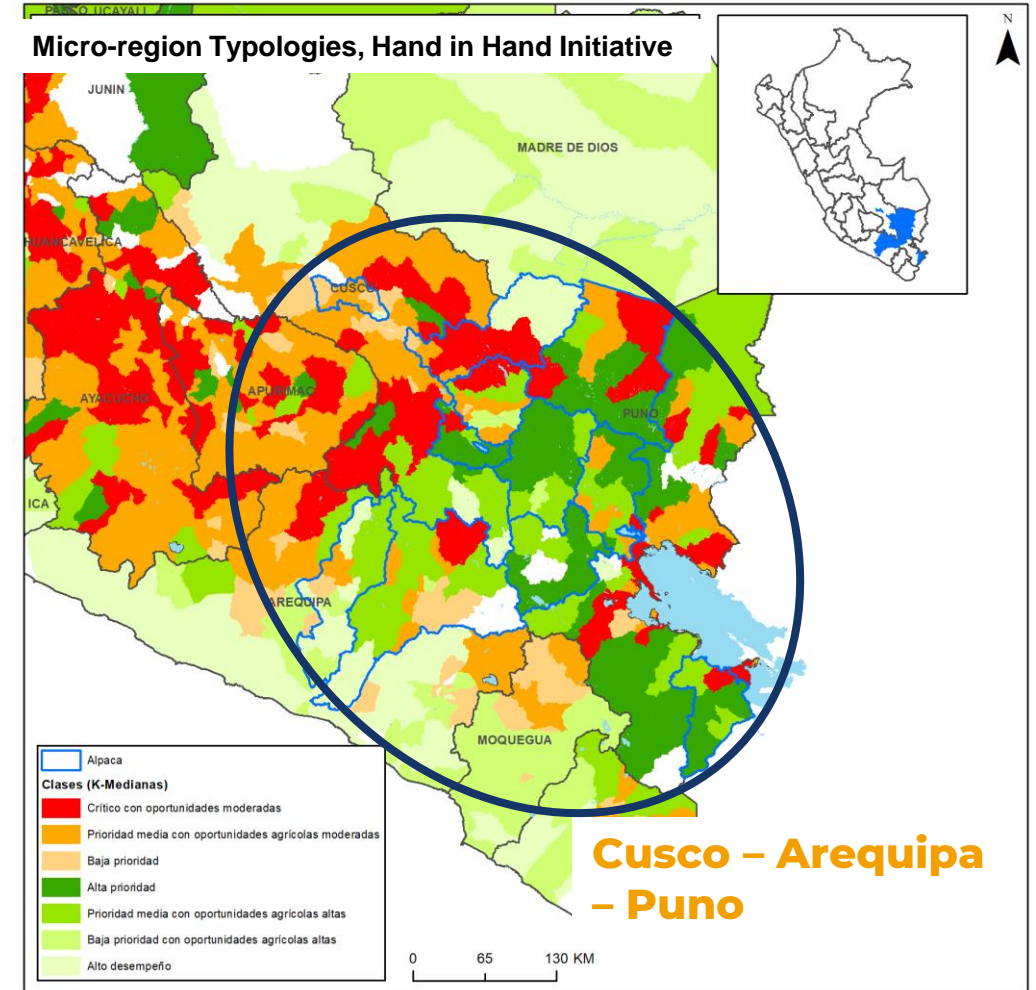 PASCO UCAYALI
Micro-region Typologies, Hand in Hand Initiative
N
JUNIN
MADRE DE DIOS
HUANCAVELICA
CUSCO
APURIMAC
AYACUCHO
PUNO
ICA
AREQUIPA
MOQUEGUA
Alpaca
Clases (K-Medianas)
Crítico con oportunidades moderadas
Prioridad media con oportunidades agrícolas moderadas
Baja prioridad
Alta prioridad
Prioridad media con oportunidades agrícolas altas
Baja prioridad con oportunidades agrícolas altas
Alto desempeño
Cusco – Arequipa
– Puno
0 65 130 KM